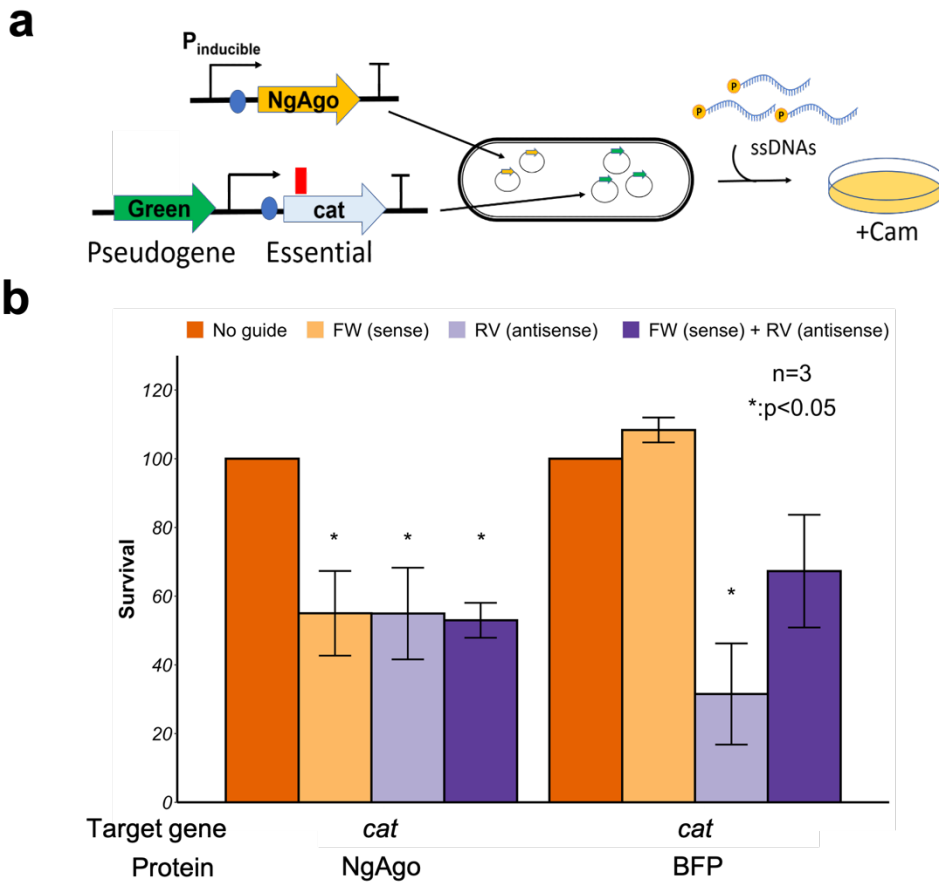 a
P inducible
NgAgo
P
P P
ssDNAs
Green
cat
+Cam
Pseudogene Essential
b
No guide FW (sense) RV (antisense) FW (sense) + RV (antisense)
n=3
*:p<0.05
120
100
80
60
40
20
0
Survival
* * *
*
Target gene cat cat
Protein NgAgo BFP